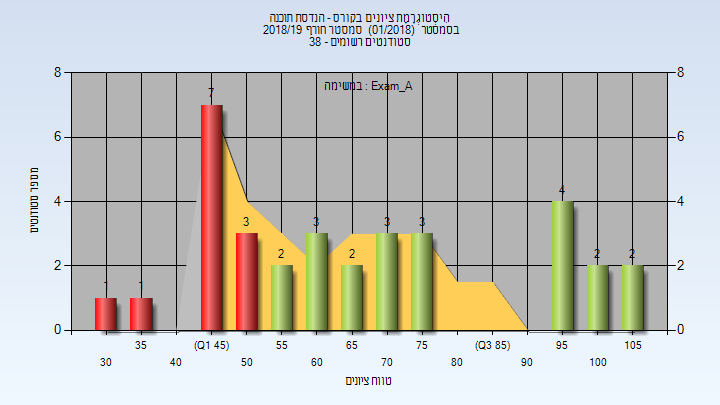 היסטוגרמת ציונים בקורס - הנדסת תוכנה
בסמסטר (01/2018) סמסטר חורף 2018/19
סטודנטים רשומים - 38
במשימה : Exam_A
8 8
6 6
4 4
2 2
0 0
מספר סטודנטים
1 1 7 3 2 3 2 3 3 4 2 2
35 (Q1 45) 55 65 75 (Q3 85) 95 105
30 40 50 60 70 80 90 100
טווח ציונים